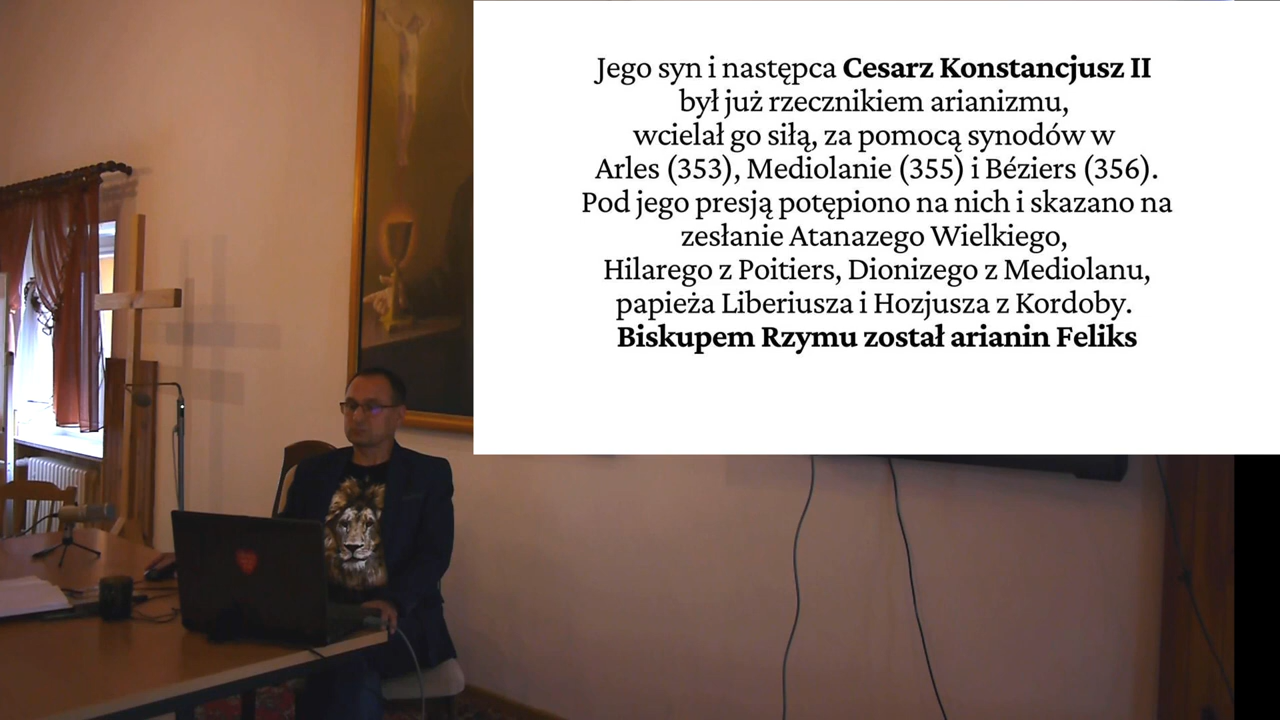 Jego syn i następca Cesarz Konstancjusz II
był już rzecznikiem arianizmu,
wcielał go siłą, za pomocą synodów w
Arles (353), Mediolanie (355) i Béziers (356).
Pod jego presją potępiono na nich i skazano na
zesłanie Atanazego Wielkiego,
Hilarego z Poitiers, Dionizego z Mediolanu,
papieża Liberiusza i Hozjusza z Kordoby.
Biskupem Rzymu został arianin Feliks